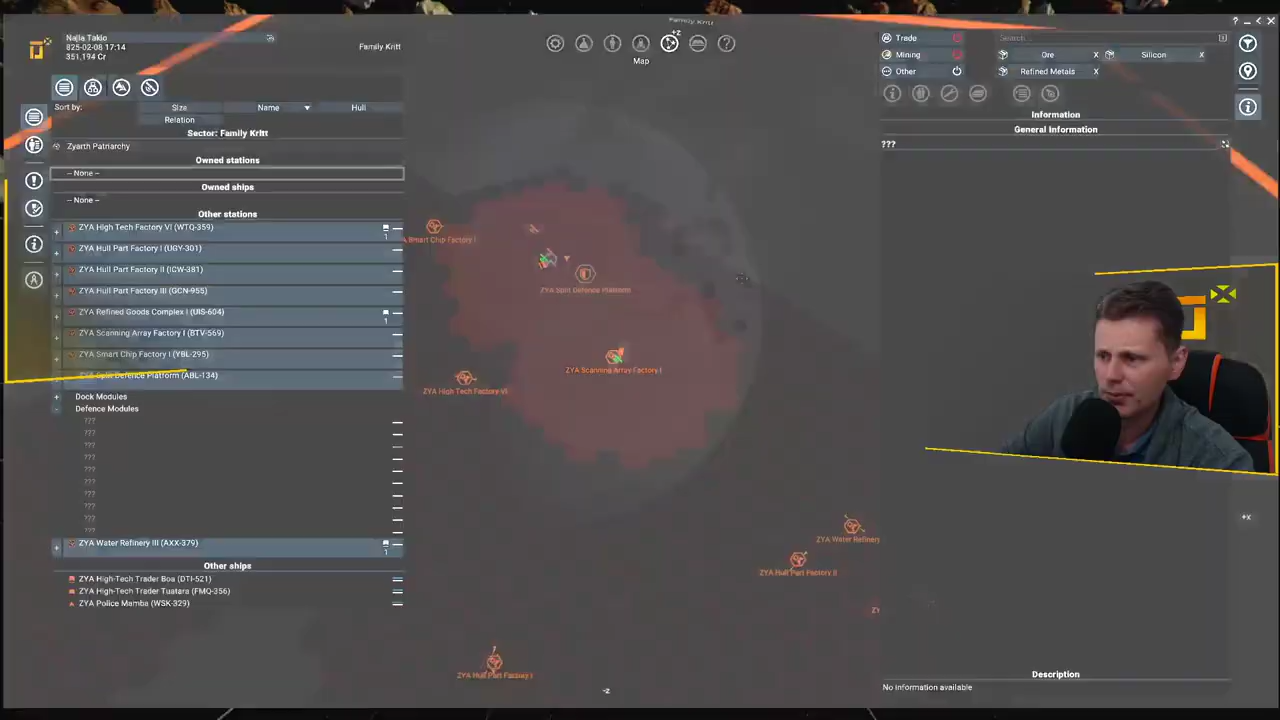 Family Kritt
Najia Takio
825-02-08 17:14
351,194 Cr
Family Kritt
+z
Map
Sort by:
Size
Name
Hull
Relation
Sector: Family Kritt
Zyarth Patriarchy
Owned stations
-- None --
Owned ships
-- None --
Other stations
ZYA High Tech Factory VI (WTQ-359)
1
ZYA Hull Part Factory I (UGY-301)
ZYA Hull Part Factory II (ICW-381)
ZYA Hull Part Factory III (GCN-955)
ZYA Refined Goods Complex I (UIS-604)
1
ZYA Scanning Array Factory I (BTV-569)
ZYA Smart Chip Factory I (YBL-295)
ZYA Split Defence Platform (ABL-134)
Dock Modules
Defence Modules
???
???
???
???
???
???
???
???
???
???
ZYA Water Refinery III (AXX-379)
1
Other ships
ZYA High-Tech Trader Boa (DTI-521)
ZYA High-Tech Trader Tuatara (FMQ-356)
ZYA Police Mamba (WSK-329)
A Smart Chip Factory I
ZYA Split Defence Platform
ZYA Scanning Array Factory I
ZYA High Tech Factory VI
ZYA Water Refinery
ZYA Hull Part Factory II
ZY
ZYA Hull Part Factory I
-z
+x
Trade
Mining
Other
Search...
Ore
x
Silicon
x
Refined Metals
x
Information
General Information
???
Description
No information available